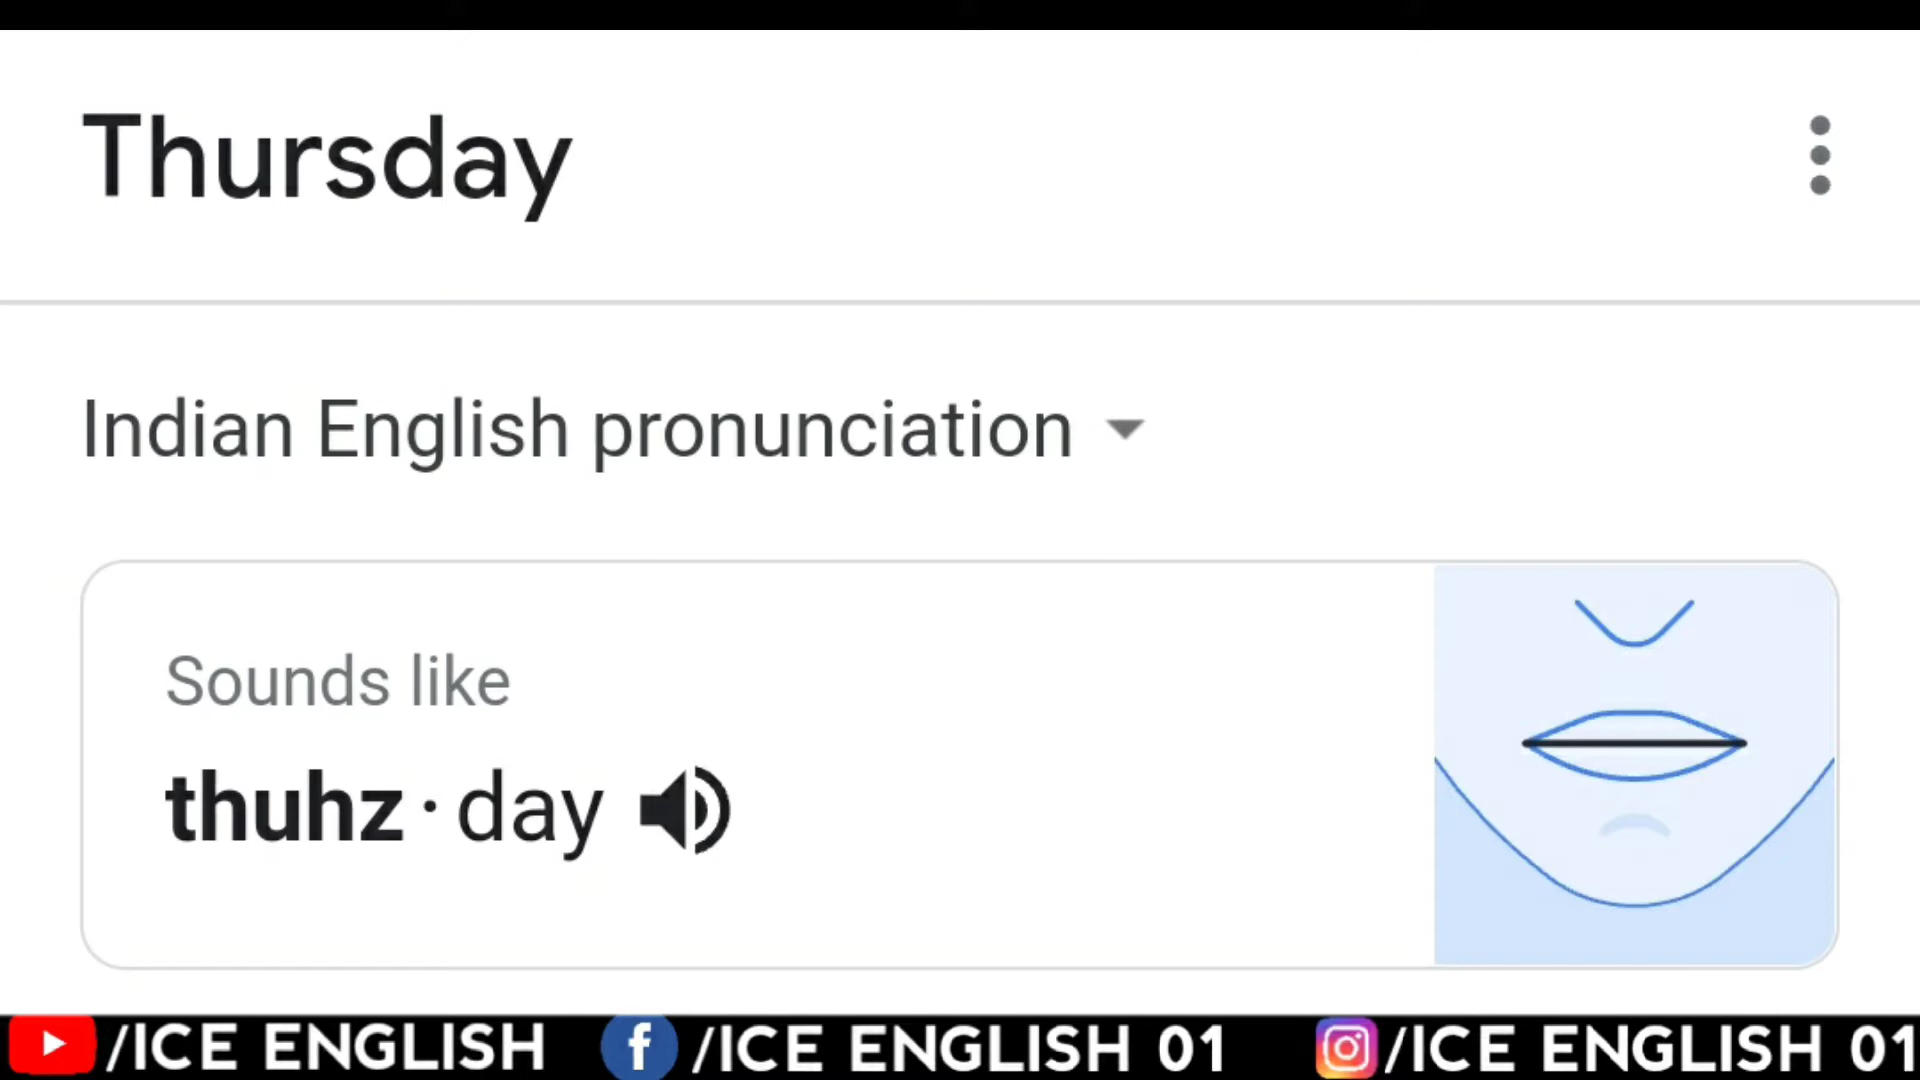 Thursday
Indian English pronunciation
Sounds like
thuhz · day
/ICE ENGLISH /ICE ENGLISH 01 /ICE ENGLISH 01